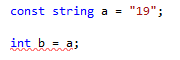 const string a = "19";
int b = a;